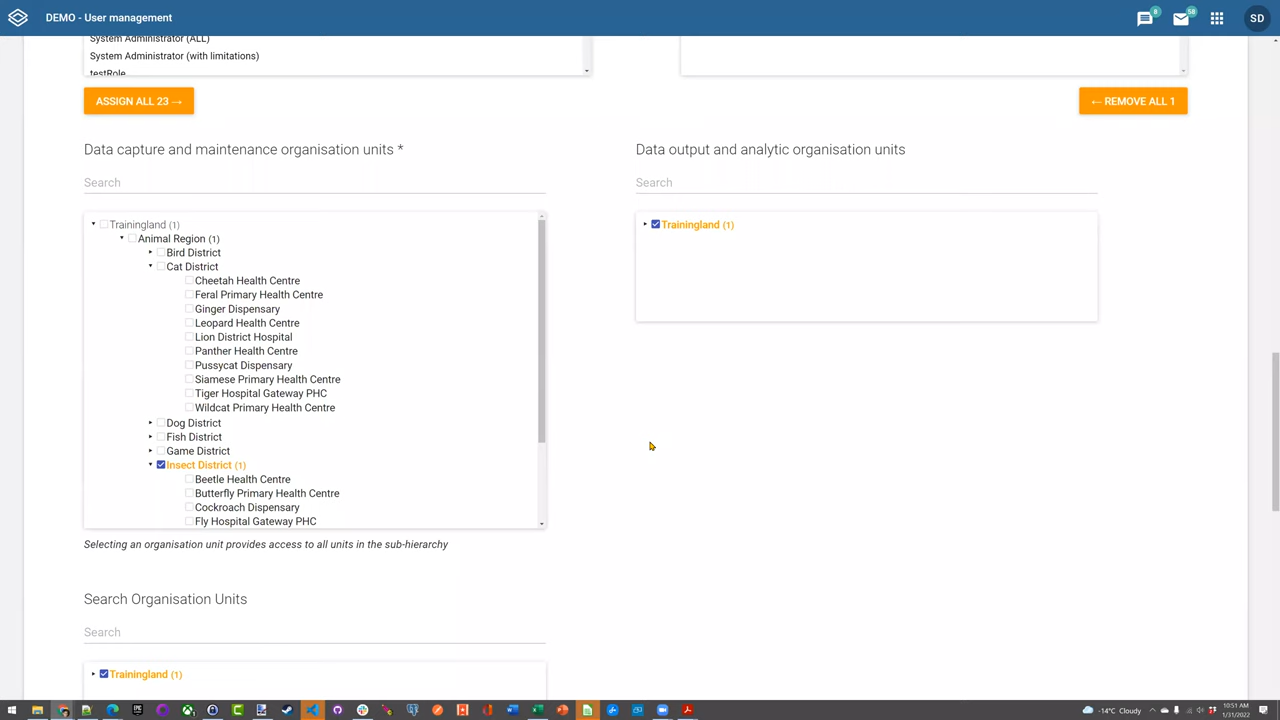 DEMO - User management
8
58
SD
System Administrator (ALL)
System Administrator (with limitations)
testRole
ASSIGN ALL 23 →
← REMOVE ALL 1
Data capture and maintenance organisation units *
Data output and analytic organisation units
Search
Search
Trainingland (1)
Trainingland (1)
Animal Region (1)
Bird District
Cat District
Cheetah Health Centre
Feral Primary Health Centre
Ginger Dispensary
Leopard Health Centre
Lion District Hospital
Panther Health Centre
Pussycat Dispensary
Siamese Primary Health Centre
Tiger Hospital Gateway PHC
Wildcat Primary Health Centre
Dog District
Fish District
Game District
Insect District (1)
Beetle Health Centre
Butterfly Primary Health Centre
Cockroach Dispensary
Fly Hospital Gateway PHC
Selecting an organisation unit provides access to all units in the sub-hierarchy
Search Organisation Units
Search
Trainingland (1)
-14°C Cloudy
10:51 AM
1/31/2022